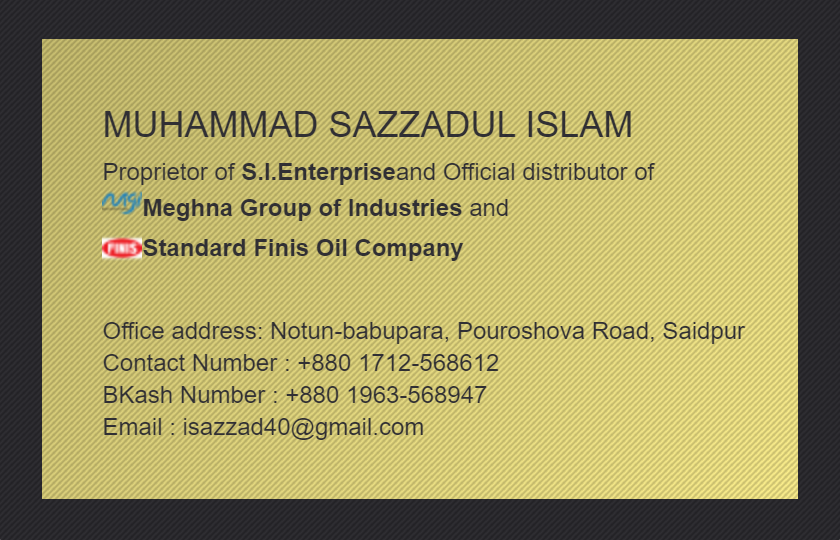 MUHAMMAD SAZZADUL ISLAM
Proprietor of S.I.Enterpriseand Official distributor of
mgi Meghna Group of Industries and
FINIS Standard Finis Oil Company
Office address: Notun-babupara, Pouroshova Road, Saidpur
Contact Number : +880 1712-568612
BKash Number : +880 1963-568947
Email : isazzad40@gmail.com